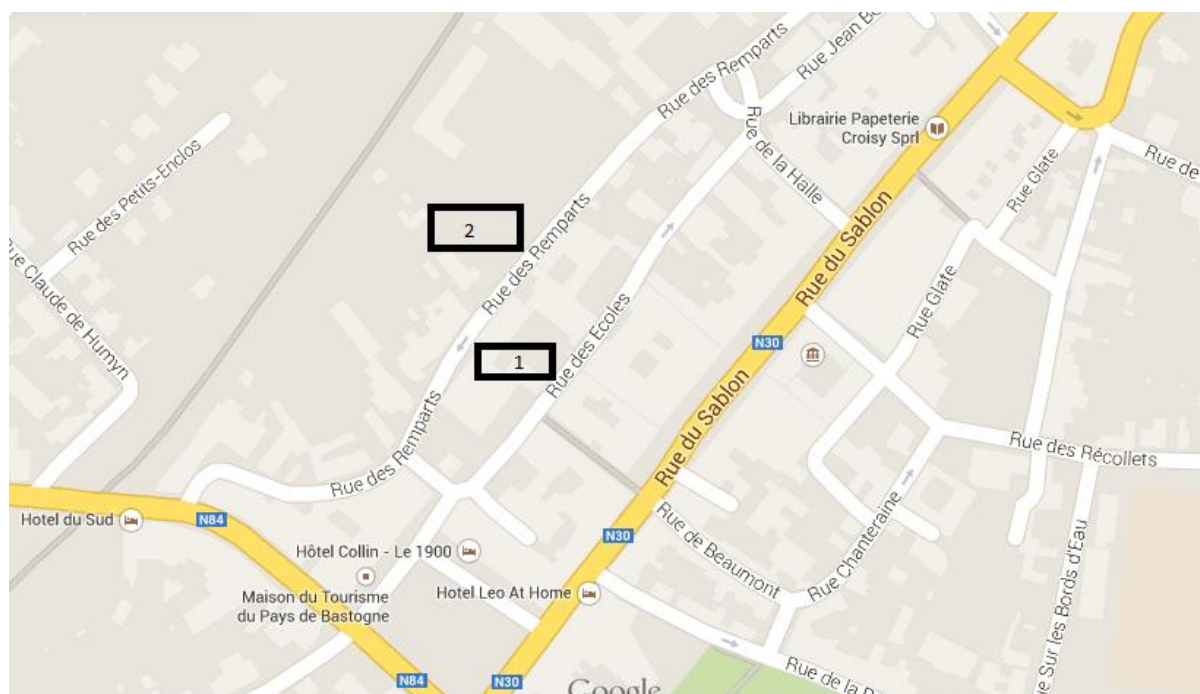 Rue des Remparts
Rue Jean
Librairie Papeterie
Croisy Sprl
Rue de la Halle
Rue Glate
Rue de
Rue des Petits-Enclos
2
Rue des Remparts
Rue du Sablon
Rue Claude de Humyn
Rue Glate
N30
1
Rue des Ecoles
Rue du Sablon
Rue des Remparts
Rue des Récollets
Hotel du Sud
N84
Rue Chanteraine
N30
Rue de Beaumont
Hôtel Collin - Le 1900
Hotel Leo At Home
Maison du Tourisme
du Pays de Bastogne
Rue Sur les Bords d'Eau
Rue de la
N84
N30
Google